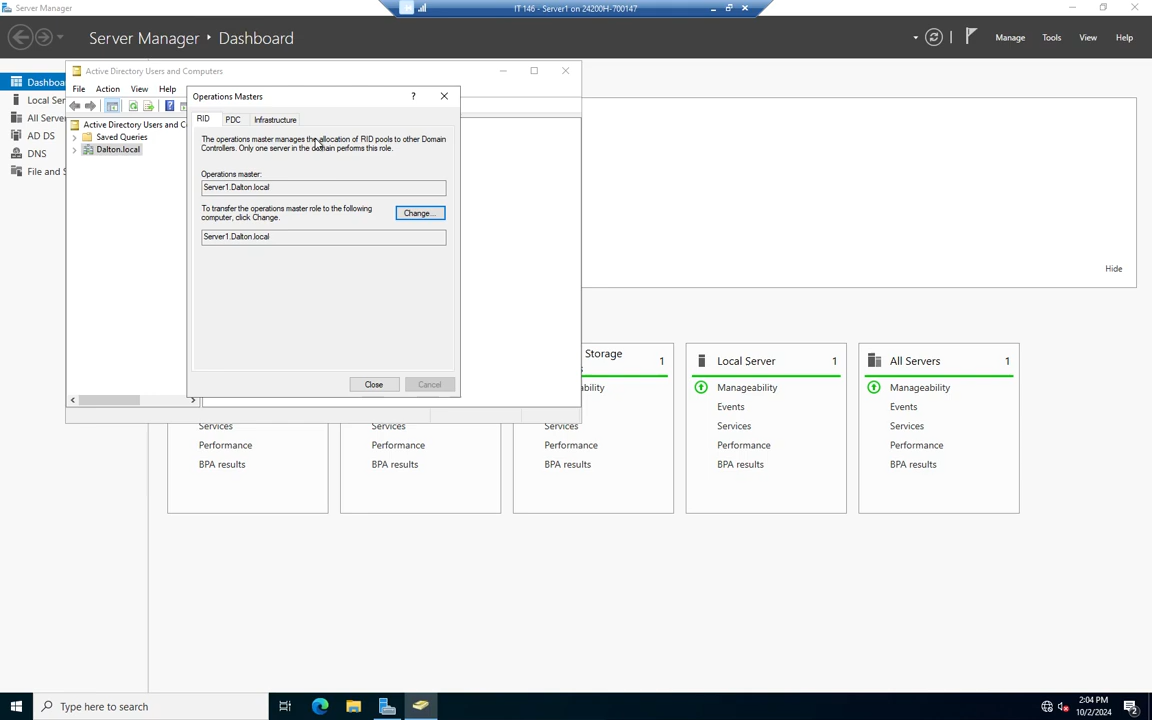 Server Manager
IT 146 - Server1 on 24200H-700147
Server Manager
Dashboard
Manage
Tools
View
Help
Dashboa
Local Ser
All Serve
AD DS
DNS
File and S
Active Directory Users and Computers
File
Action
View
Help
Active Directory Users and C
Saved Queries
Dalton.local
Operations Masters
?
RID
PDC
Infrastructure
The operations master manages the allocation of RID pools to other Domain
Controllers. Only one server in the domain performs this role.
Operations master:
Server1.Dalton.local
To transfer the operations master role to the following
computer, click Change.
Change...
Server1.Dalton.local
Close
Cancel
Hide
Storage
1
Local Server
1
All Servers
1
Manageability
Manageability
Events
Events
Services
Services
Services
Services
Services
Performance
Performance
Performance
Performance
Performance
BPA results
BPA results
BPA results
BPA results
BPA results
Type here to search
2:04 PM
10/2/2024
2